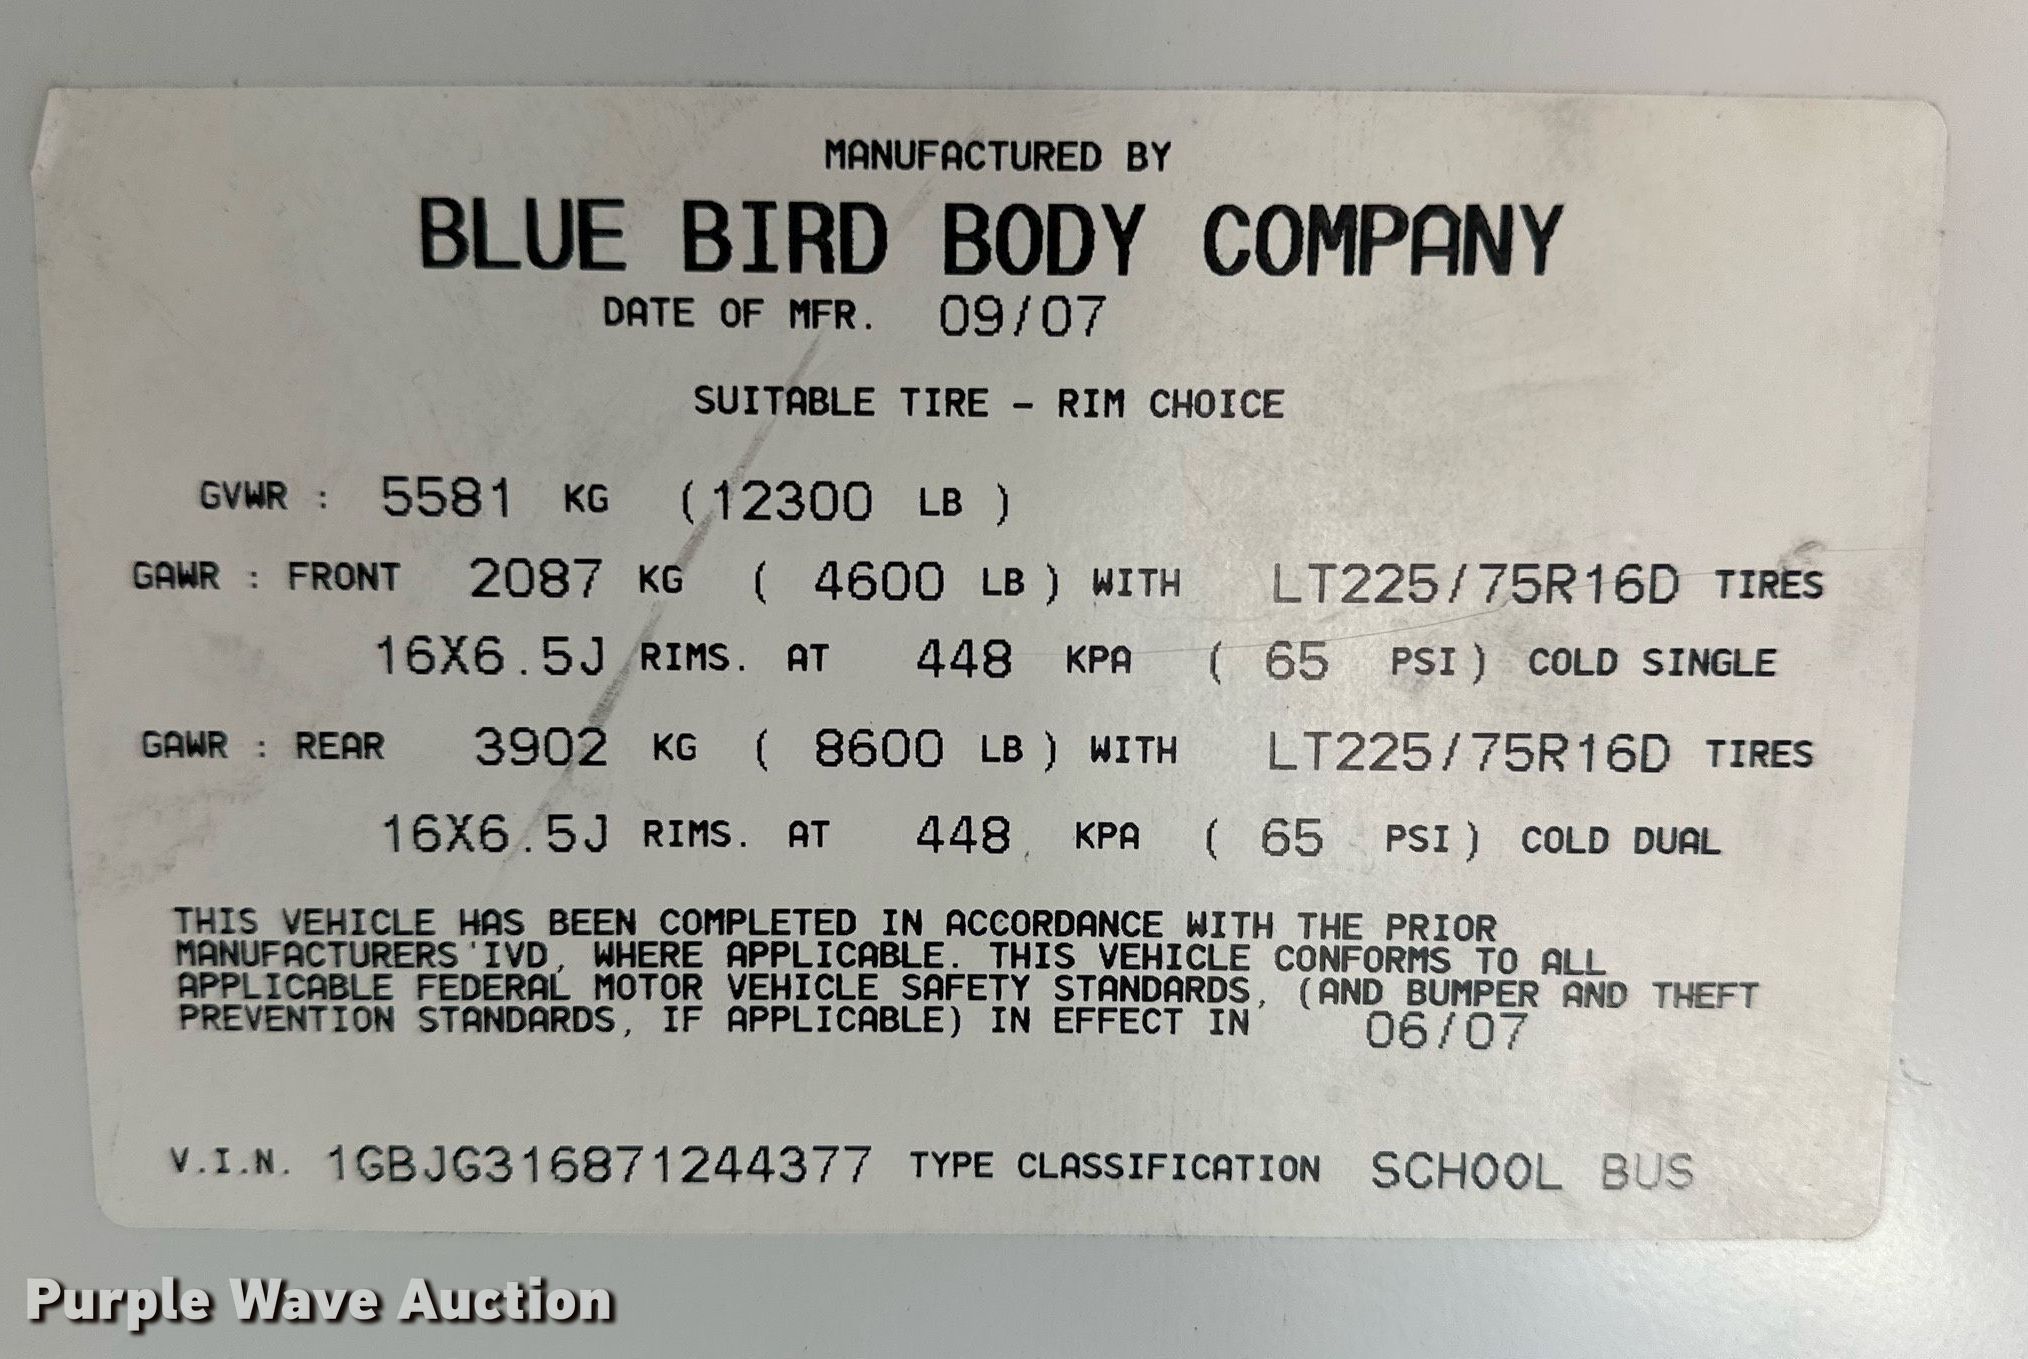 MANUFACTURED BY
BLUE BIRD BODY COMPANY
DATE OF MFR. 09/07
SUITABLE TIRE - RIM CHOICE
GVWR : 5581 KG (12300 LB )
GAWR : FRONT 2087 KG ( 4600 LB ) WITH LT225/75R16D TIRES
16X6.5J RIMS. AT 448 KPA ( 65 PSI ) COLD SINGLE
GAWR : REAR 3902 KG ( 8600 LB ) WITH LT225/75R16D TIRES
16X6.5J RIMS. AT 448 KPA ( 65 PSI ) COLD DUAL
THIS VEHICLE HAS BEEN COMPLETED IN ACCORDANCE WITH THE PRIOR
MANUFACTURERS'IVD, WHERE APPLICABLE. THIS VEHICLE CONFORMS TO ALL
APPLICABLE FEDERAL MOTOR VEHICLE SAFETY STANDARDS, (AND BUMPER AND THEFT
PREVENTION STANDARDS, IF APPLICABLE) IN EFFECT IN 06/07
V.I.N. 1GBJG316871244377 TYPE CLASSIFICATION SCHOOL BUS
Purple Wave Auction